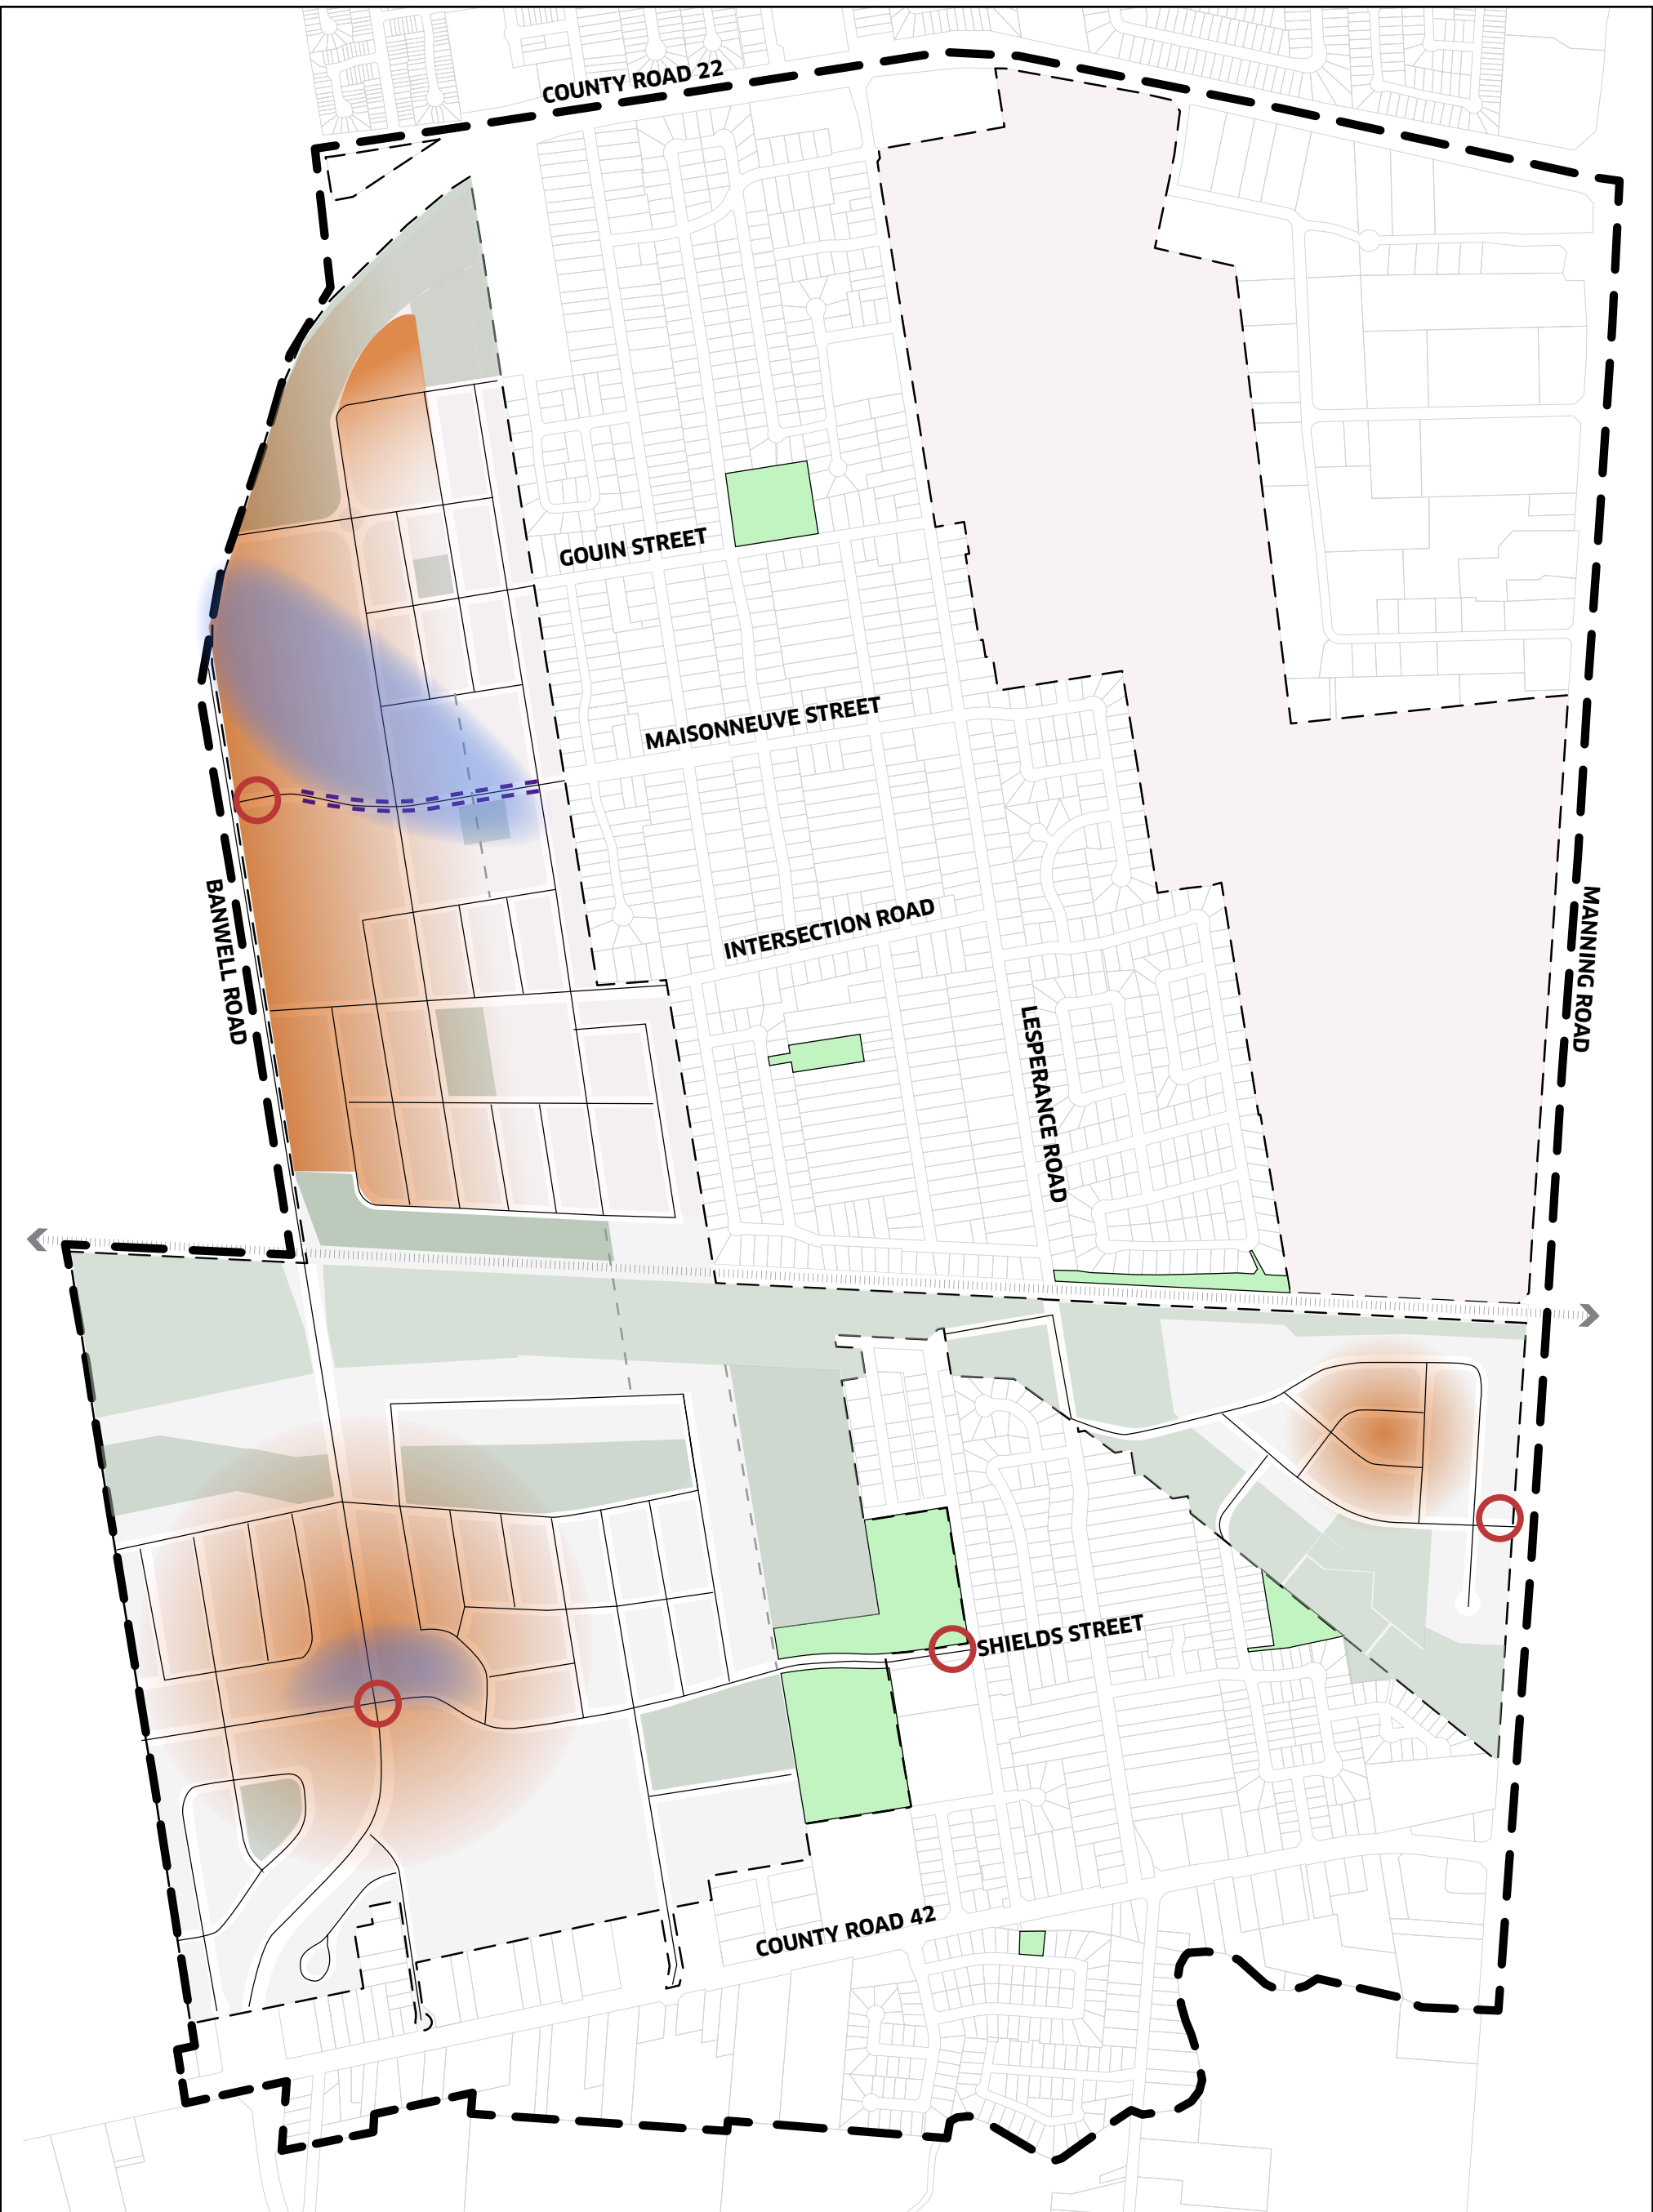 COUNTY ROAD 22
GOUIN STREET
MAISONNEUVE STREET
BANWELL ROAD
INTERSECTION ROAD
MANNING ROAD
LESPERANCE ROAD
SHIELDS STREET
COUNTY ROAD 42